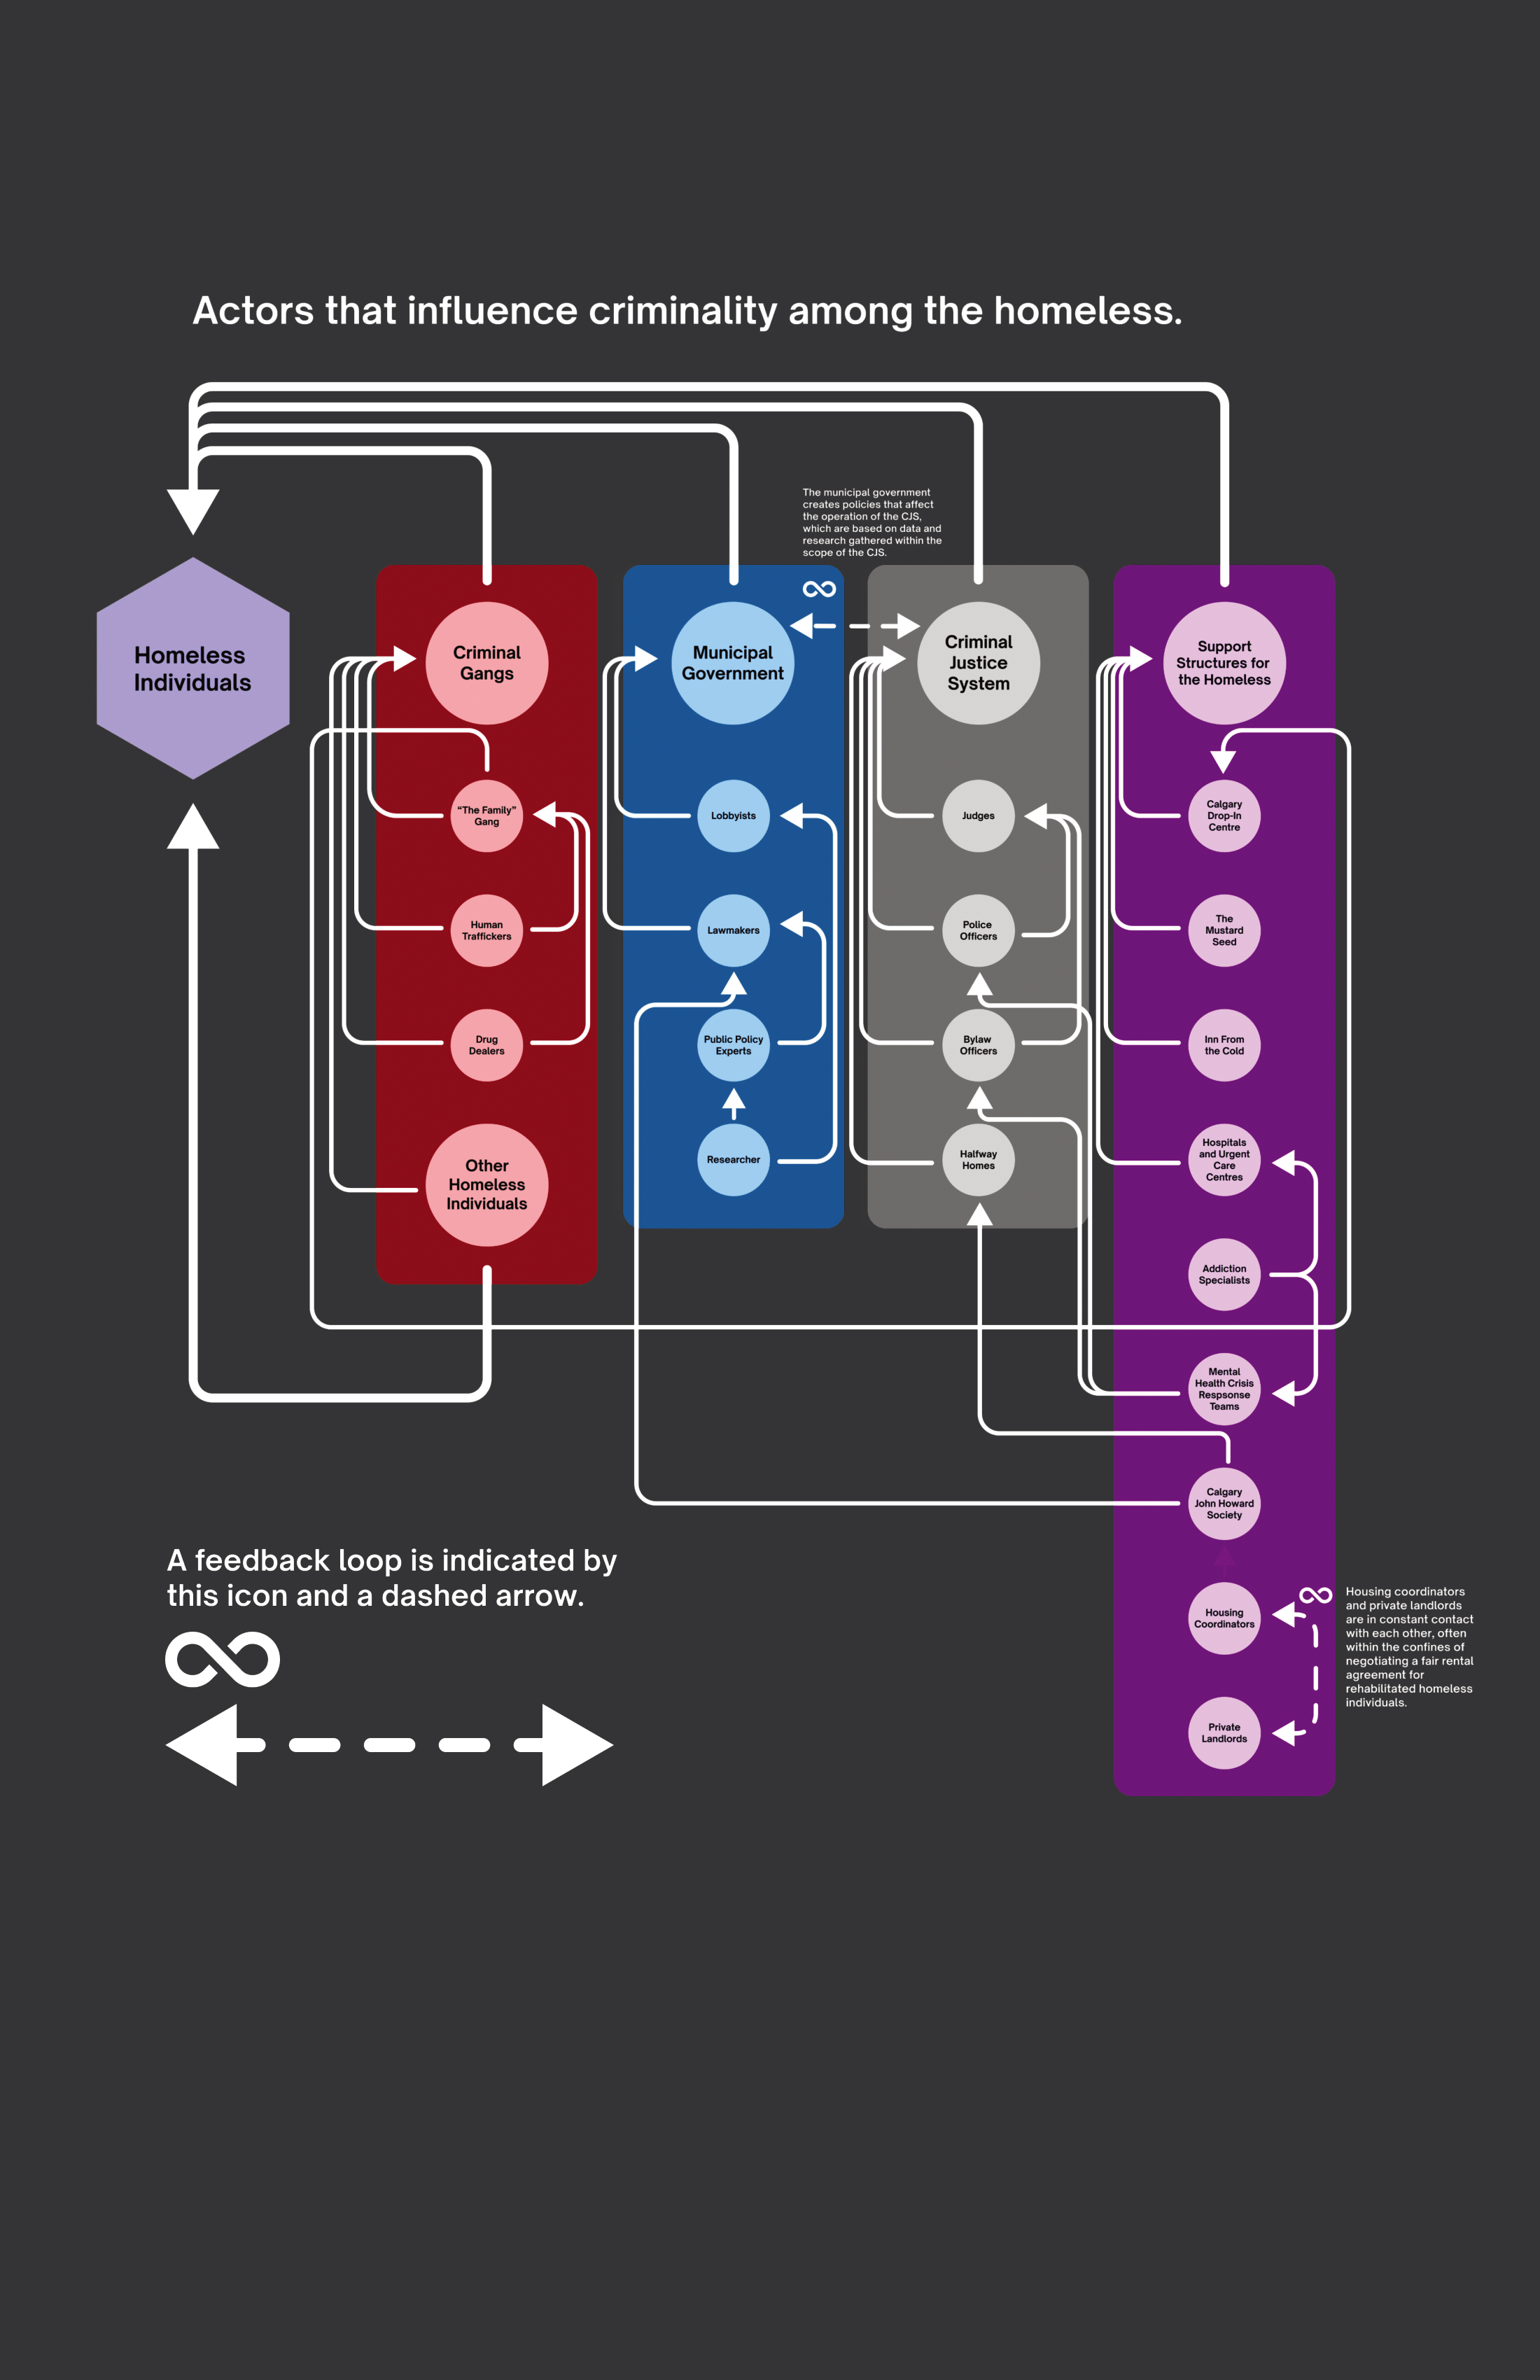 Actors that influence criminality among the homeless.
The municipal government
creates policies that affect
the operation of the CJS,
which are based on data and
research gathered within the
scope of the CJS.
Homeless
Individuals
Criminal
Gangs
"The Family"
Gang
Human
Traffickers
Drug
Dealers
Other
Homeless
Individuals
Municipal
Government
Lobbyists
Lawmakers
Public Policy
Experts
Researcher
Criminal
Justice
System
Judges
Police
Officers
Bylaw
Officers
Halfway
Homes
Support
Structures for
the Homeless
Calgary
Drop-In
Centre
The
Mustard
Seed
Inn From
the Cold
Hospitals
and Urgent
Care
Centres
Addiction
Specialists
Mental
Health Crisis
Respsonse
Teams
Calgary
John Howard
Society
Housing
Coordinators
Private
Landlords
Housing coordinators
and private landlords
are in constant contact
with each other, often
within the confines of
negotiating a fair rental
agreement for
rehabilitated homeless
individuals.
A feedback loop is indicated by
this icon and a dashed arrow.